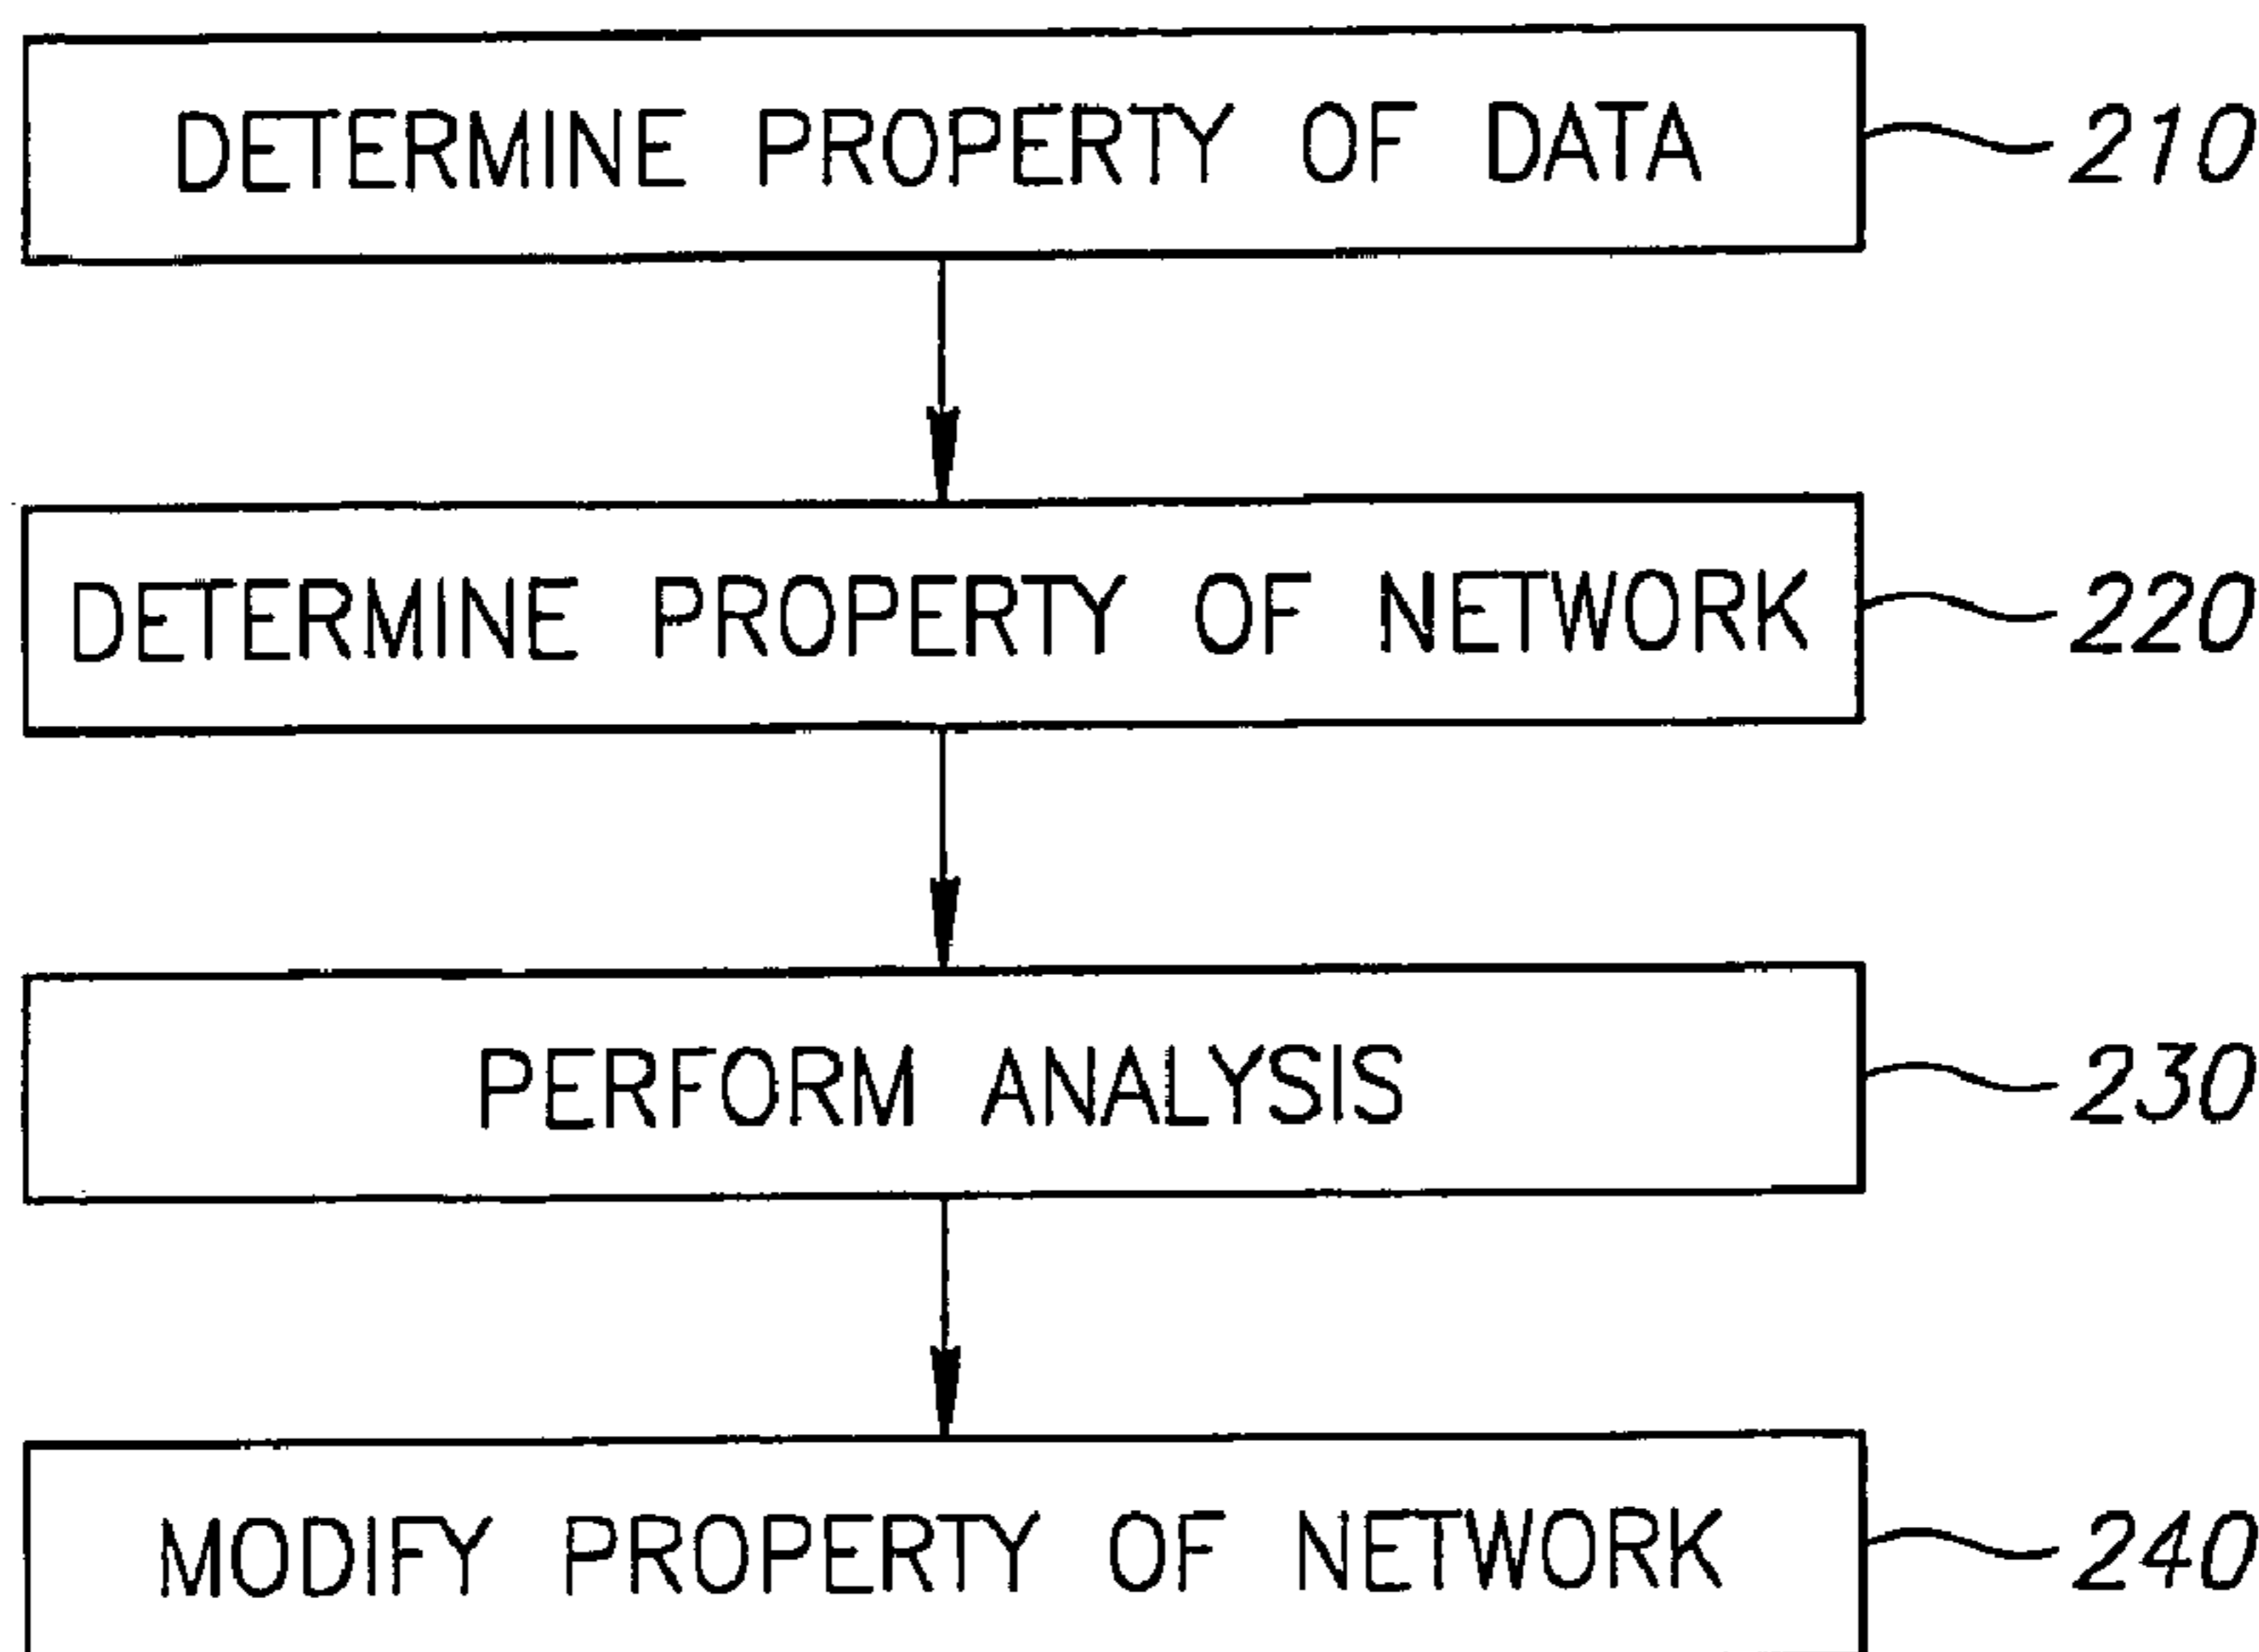 DETERMINE PROPERTY OF DATA 210
DETERMINE PROPERTY OF NETWORK 220
PERFORM ANALYSIS 230
MODIFY PROPERTY OF NETWORK 240